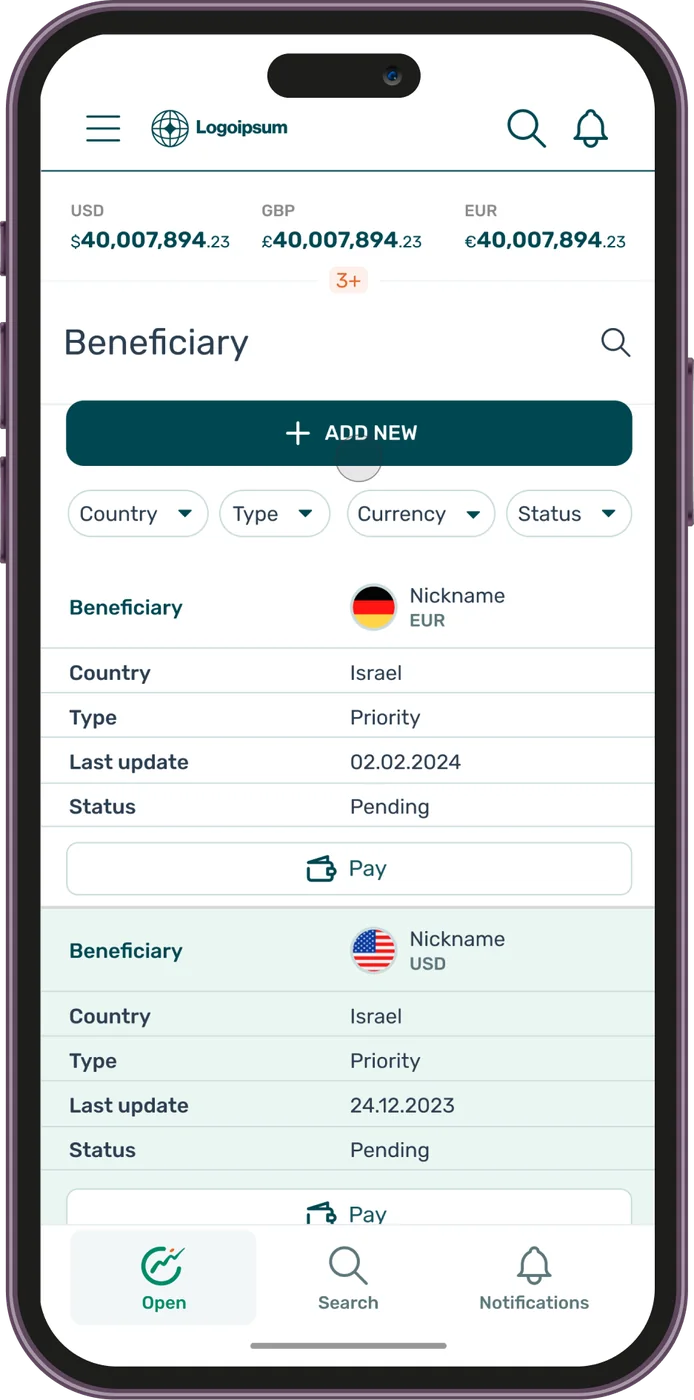 Logoipsum
USD GBP EUR
$40,007,894.23 £40,007,894.23 €40,007,894.23
3+
Beneficiary
ADD NEW
Country Type Currency Status
Beneficiary Nickname
EUR
Country Israel
Type Priority
Last update 02.02.2024
Status Pending
Pay
Beneficiary Nickname
USD
Country Israel
Type Priority
Last update 24.12.2023
Status Pending
Pay
Open Search Notifications